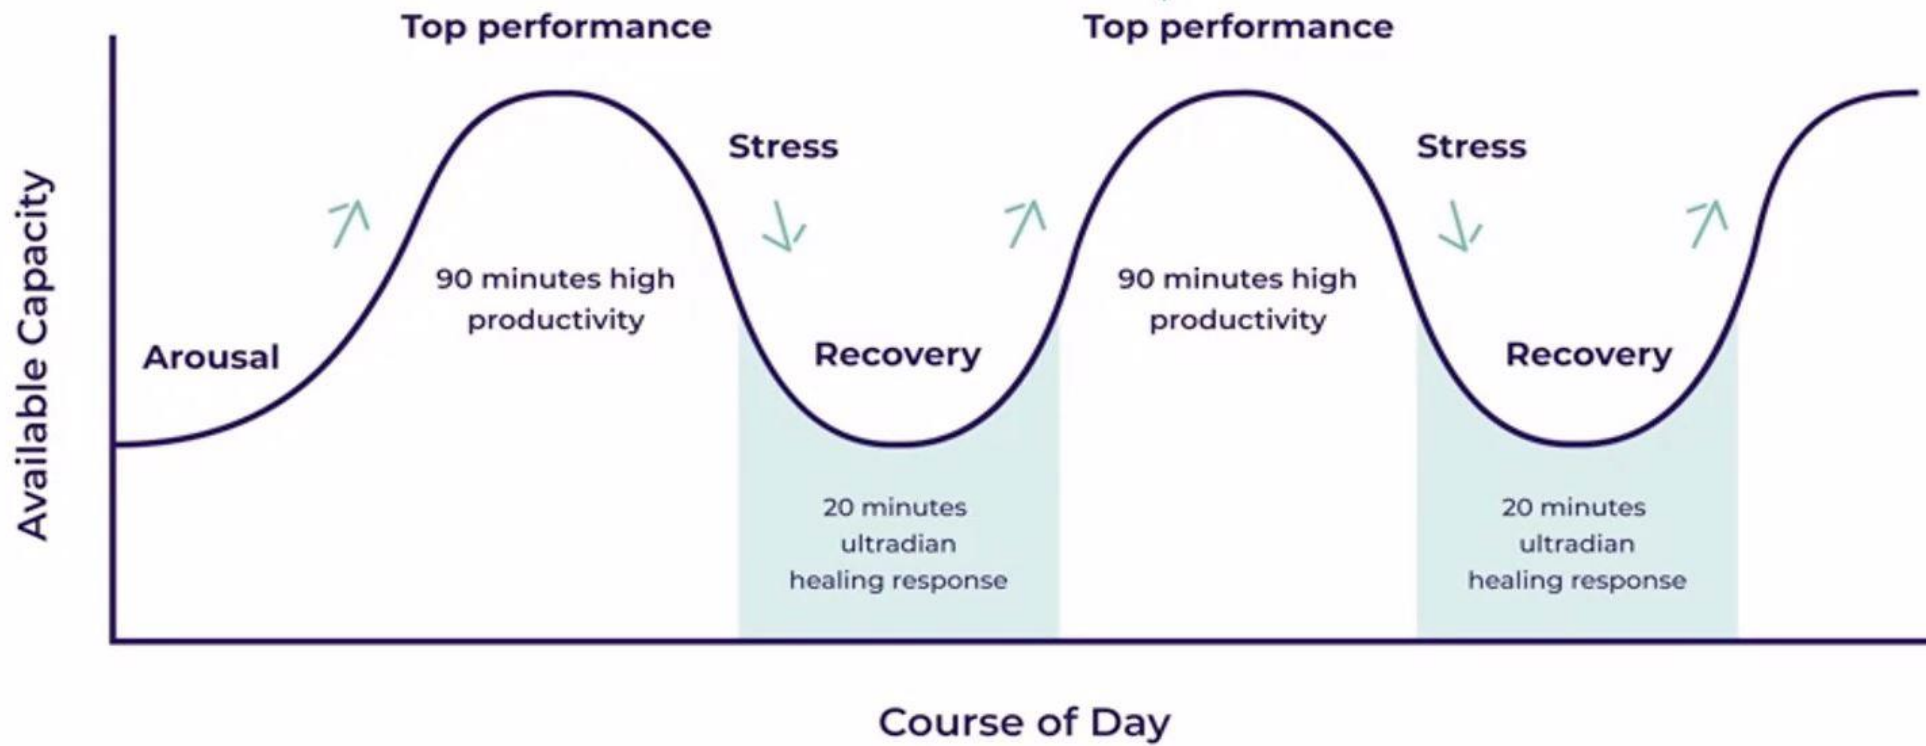 Top performance
Top performance
Stress
Stress
90 minutes high
productivity
90 minutes high
productivity
Arousal
Recovery
Recovery
Available Capacity
20 minutes
ultradian
healing response
20 minutes
ultradian
healing response
Course of Day